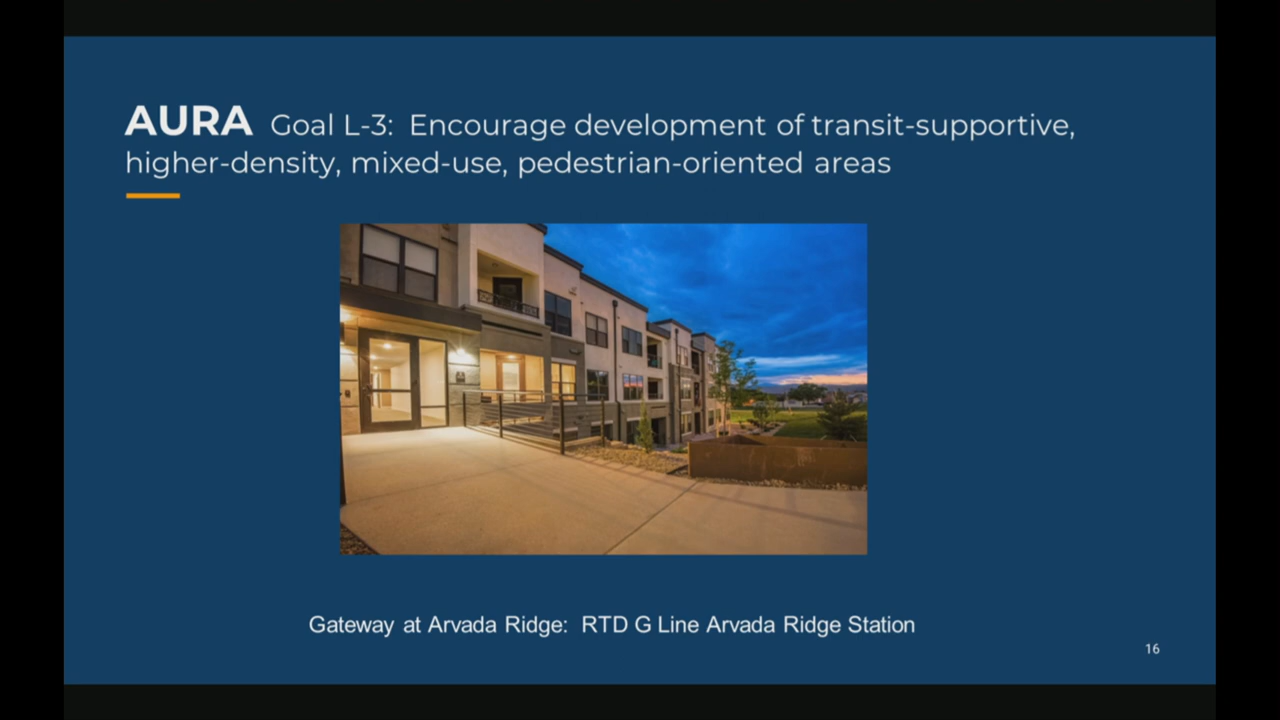 AURA Goal L-3: Encourage development of transit-supportive,
higher-density, mixed-use, pedestrian-oriented areas
Gateway at Arvada Ridge: RTD G Line Arvada Ridge Station
16